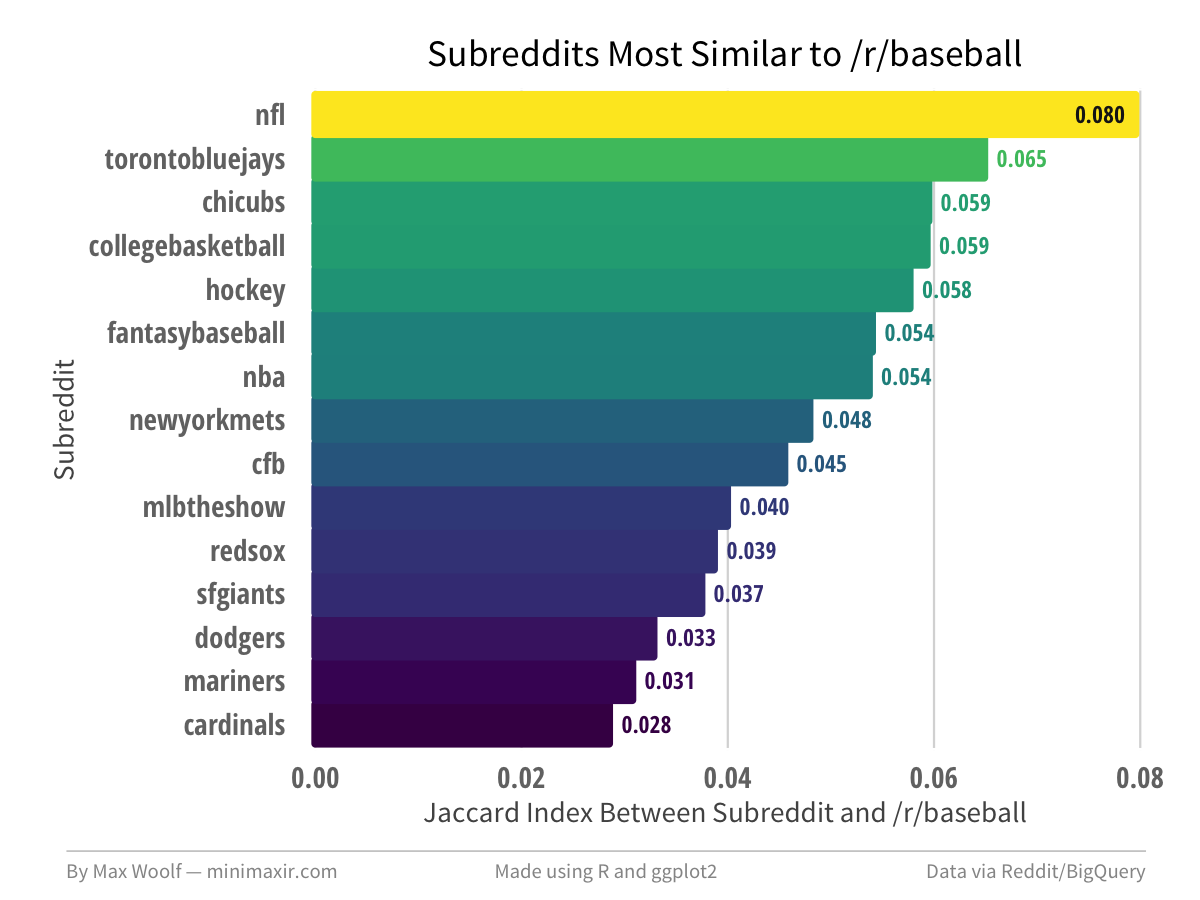 Subreddits Most Similar to /r/baseball
nfl 0.080
torontobluejays 0.065
chicubs 0.059
collegebasketball 0.059
hockey 0.058
fantasybaseball 0.054
nba 0.054
newyorkmets 0.048
cfb 0.045
mlbtheshow 0.040
redsox 0.039
sfgiants 0.037
dodgers 0.033
mariners 0.031
cardinals 0.028
Subreddit
0.00 0.02 0.04 0.06 0.08
Jaccard Index Between Subreddit and /r/baseball
By Max Woolf — minimaxir.com Made using R and ggplot2 Data via Reddit/BigQuery